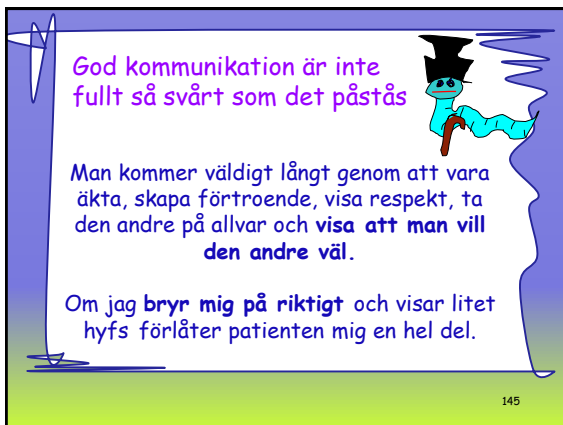 God kommunikation är inte
fullt så svårt som det påstås
Man kommer väldigt långt genom att vara
äkta, skapa förtroende, visa respekt, ta
den andre på allvar och visa att man vill
den andre väl.
Om jag bryr mig på riktigt och visar litet
hyfs förlåter patienten mig en hel del.
145